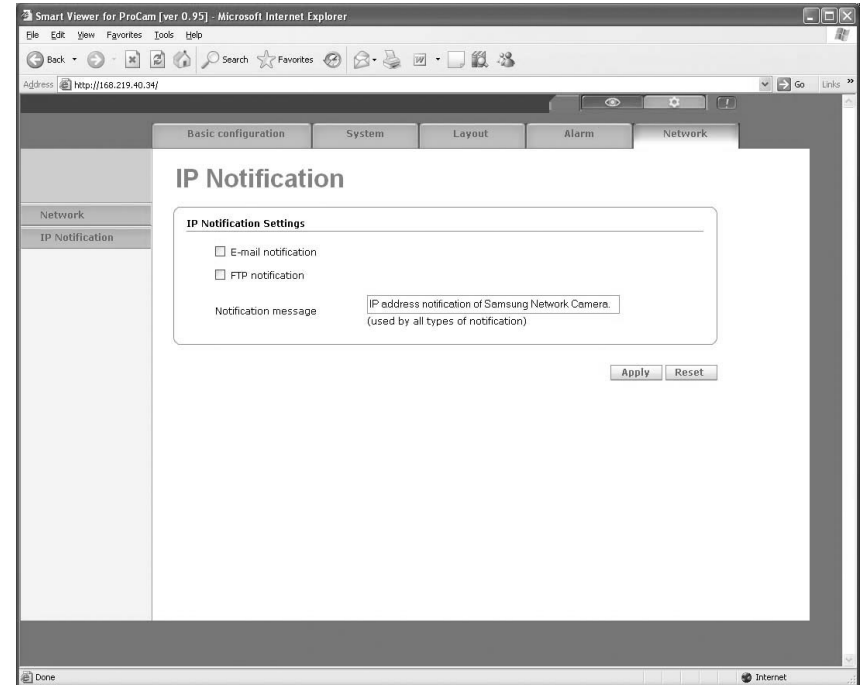 Smart Viewer for ProCam [ver 0.95] - Microsoft Internet Explorer
File Edit View Favorites Tools Help
Back Search Favorites
Address http://168.219.40.34/ Go Links »
Basic configuration System Layout Alarm Network
IP Notification
Network
IP Notification
IP Notification Settings
E-mail notification
FTP notification
Notification message IP address notification of Samsung Network Camera.
(used by all types of notification)
Apply Reset
Done Internet